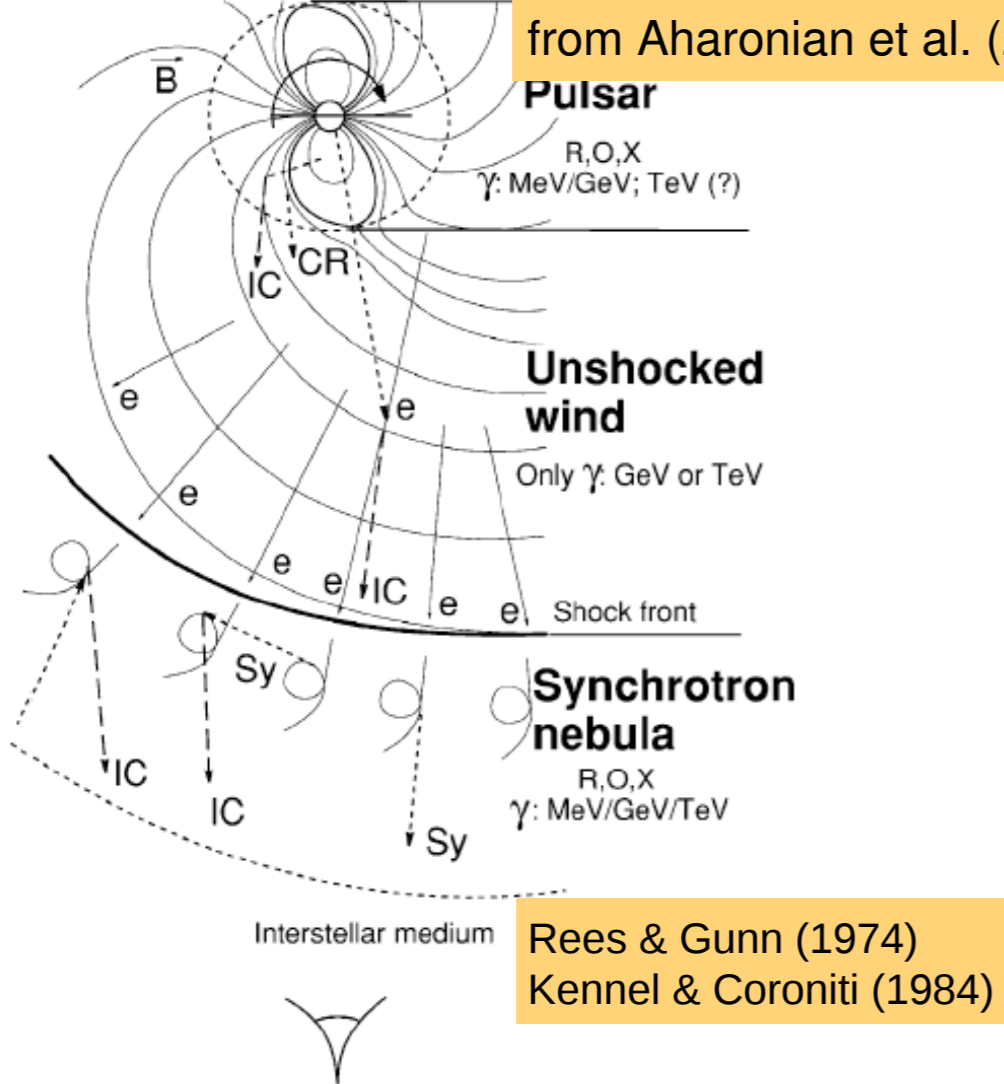 from Aharonian et al. (
B
Pulsar
R,O,X
γ: MeV/GeV; TeV (?)
CR
IC
Unshocked
wind
e
e
Only γ: GeV or TeV
e
e
e
IC
e
e
Shock front
Sy
Synchrotron
nebula
IC
R,O,X
IC
γ: MeV/GeV/TeV
Sy
Interstellar medium
Rees & Gunn (1974)
Kennel & Coroniti (1984)